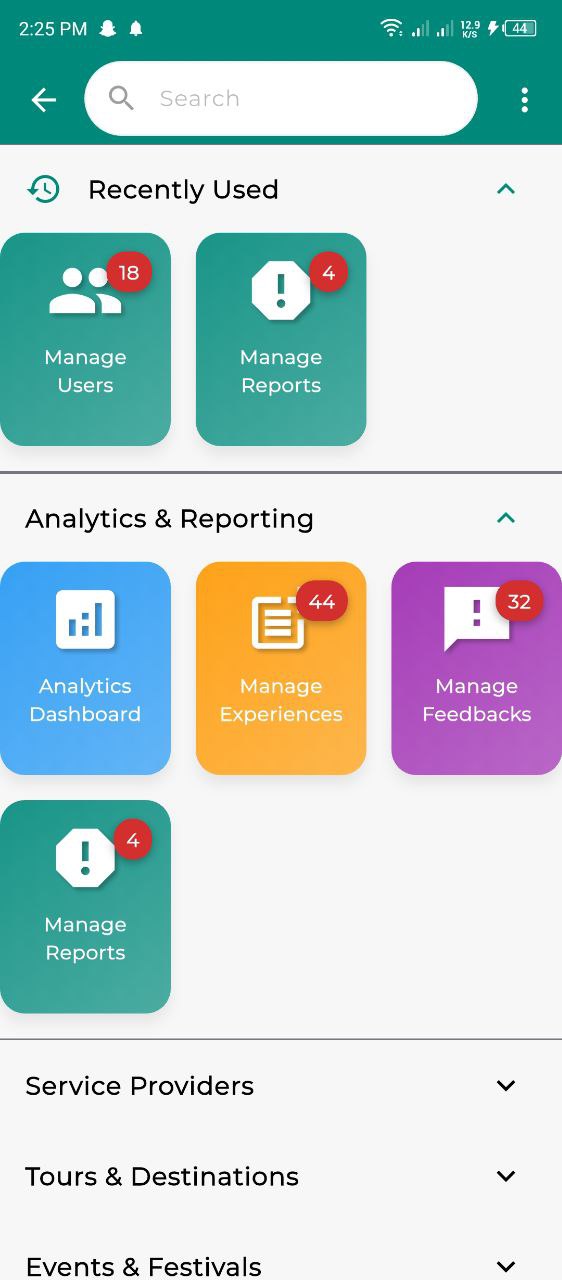 2:25 PM 12.9 K/S 44
Search
Recently Used
18
Manage
Users
4
Manage
Reports
Analytics & Reporting
Analytics
Dashboard
44
Manage
Experiences
32
Manage
Feedbacks
4
Manage
Reports
Service Providers
Tours & Destinations
Events & Festivals